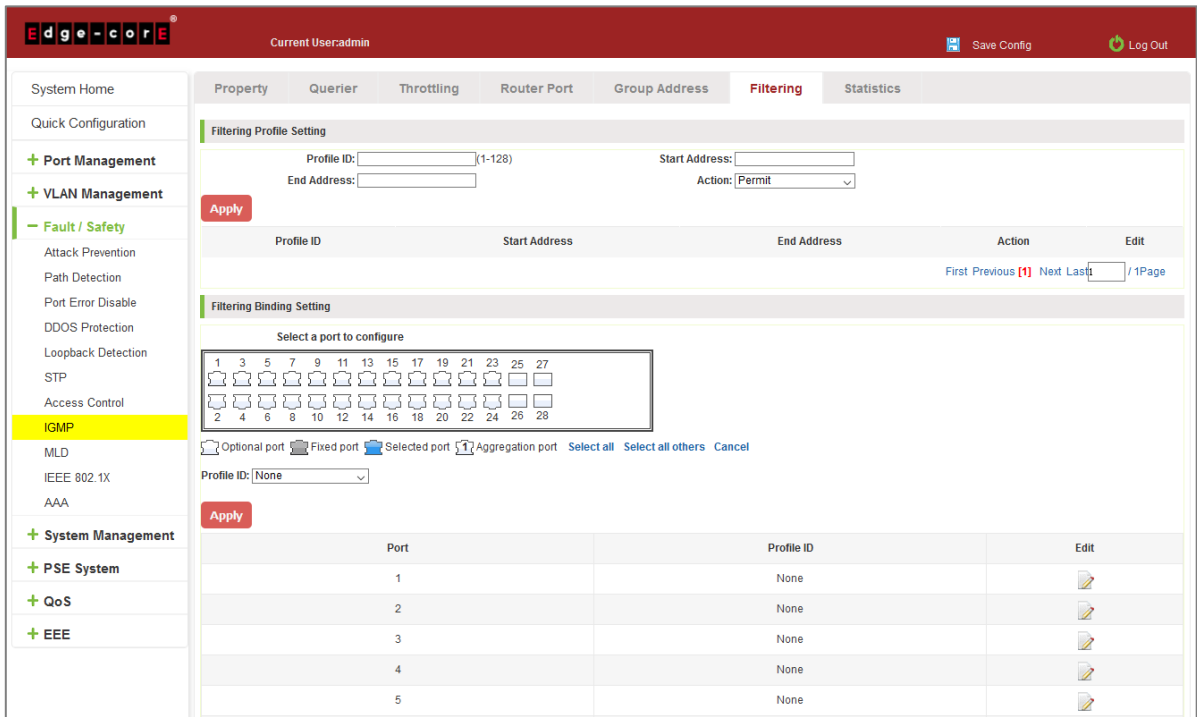 Edge-corE®
Current User:admin
Save Config
Log Out
System Home
Quick Configuration
+ Port Management
+ VLAN Management
− Fault / Safety
Attack Prevention
Path Detection
Port Error Disable
DDOS Protection
Loopback Detection
STP
Access Control
IGMP
MLD
IEEE 802.1X
AAA
+ System Management
+ PSE System
+ QoS
+ EEE
Property Querier Throttling Router Port Group Address Filtering Statistics
Filtering Profile Setting
Profile ID: (1-128) Start Address:
End Address: Action: Permit
Apply
Profile ID Start Address End Address Action Edit
First Previous [1] Next Last 1 / 1Page
Filtering Binding Setting
Select a port to configure
1 3 5 7 9 11 13 15 17 19 21 23 25 27
2 4 6 8 10 12 14 16 18 20 22 24 26 28
Optional port Fixed port Selected port 1 Aggregation port Select all Select all others Cancel
Profile ID: None
Apply
Port Profile ID Edit
1 None
2 None
3 None
4 None
5 None